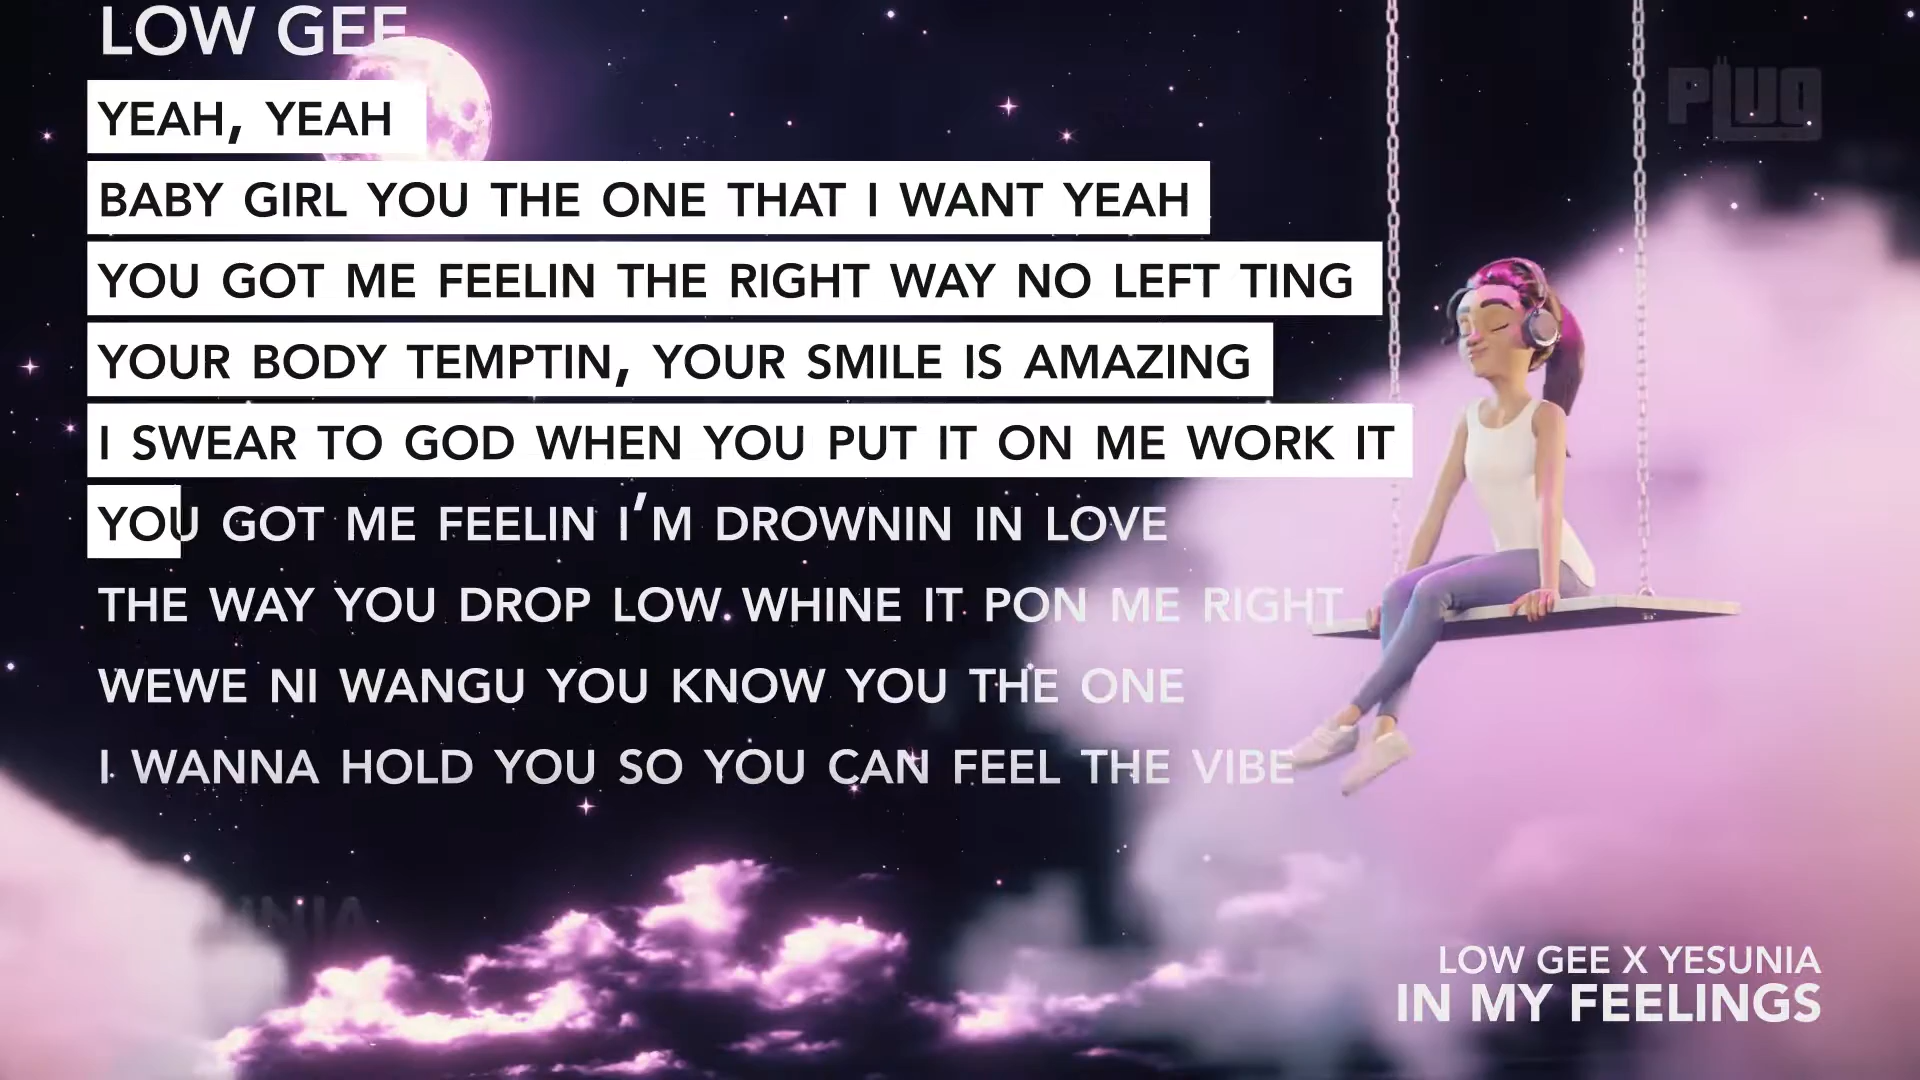 LOW GEE
PLUG
YEAH, YEAH
BABY GIRL YOU THE ONE THAT I WANT YEAH
YOU GOT ME FEELIN THE RIGHT WAY NO LEFT TING
YOUR BODY TEMPTIN, YOUR SMILE IS AMAZING
I SWEAR TO GOD WHEN YOU PUT IT ON ME WORK IT
YOU GOT ME FEELIN I'M DROWNIN IN LOVE
THE WAY YOU DROP LOW WHINE IT PON ME RIGHT
WEWE NI WANGU YOU KNOW YOU THE ONE
I WANNA HOLD YOU SO YOU CAN FEEL THE VIBE
LOW GEE X YESUNIA
IN MY FEELINGS